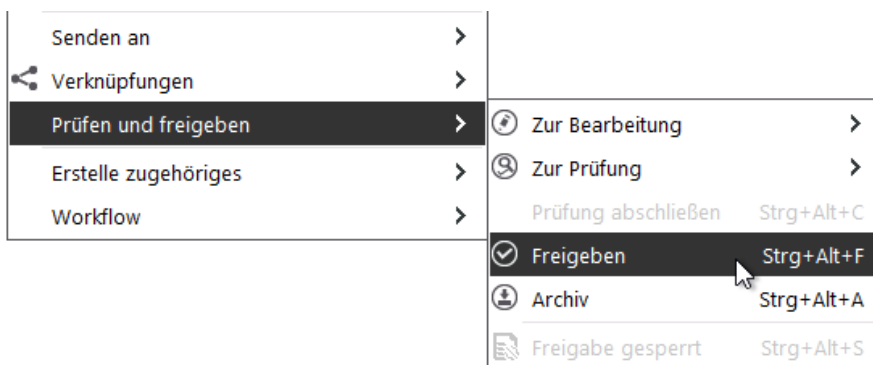 Senden an
Verknüpfungen
Prüfen und freigeben
Erstelle zugehöriges
Workflow
Zur Bearbeitung
Zur Prüfung
Prüfung abschließen Strg+Alt+C
Freigeben Strg+Alt+F
Archiv Strg+Alt+A
Freigabe gesperrt Strg+Alt+S